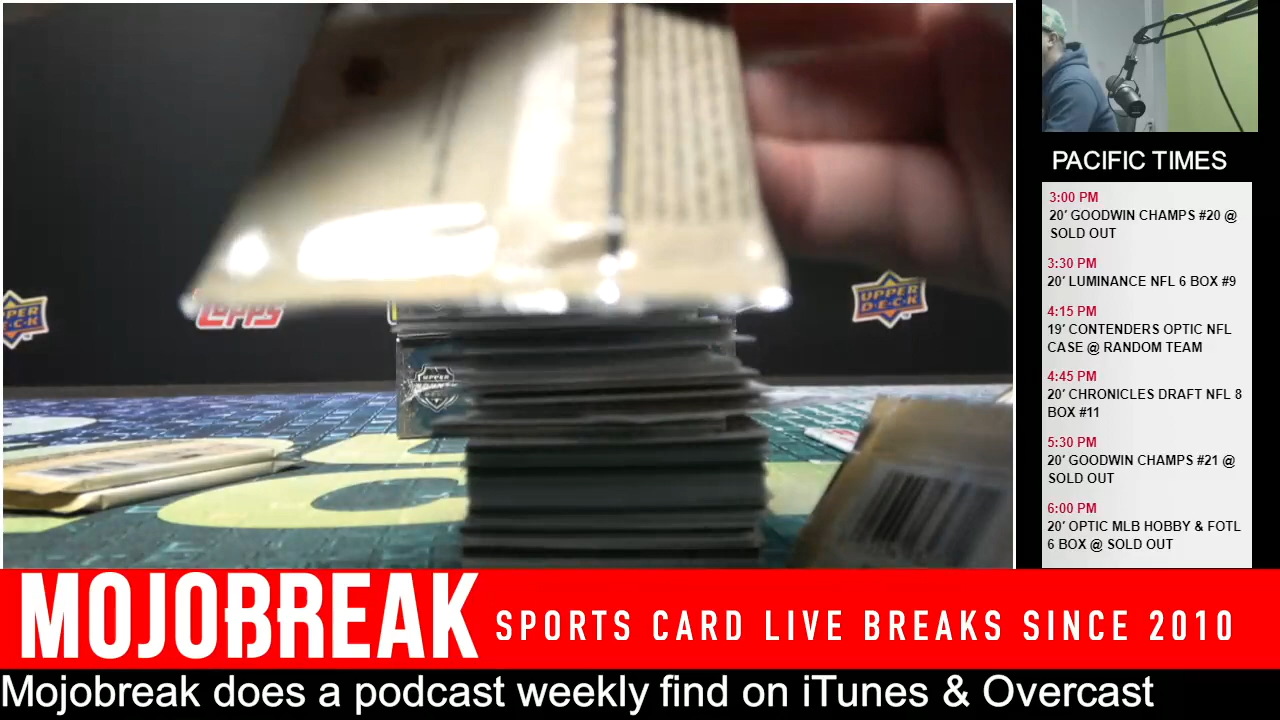 UPPER
DECK
TOPPS
UPPER
DECK
PACIFIC TIMES
3:00 PM
20' GOODWIN CHAMPS #20 @
SOLD OUT
3:30 PM
20' LUMINANCE NFL 6 BOX #9
4:15 PM
19' CONTENDERS OPTIC NFL
CASE @ RANDOM TEAM
4:45 PM
20' CHRONICLES DRAFT NFL 8
BOX #11
5:30 PM
20' GOODWIN CHAMPS #21 @
SOLD OUT
6:00 PM
20' OPTIC MLB HOBBY & FOTL
6 BOX @ SOLD OUT
MOJOBREAK SPORTS CARD LIVE BREAKS SINCE 2010
Mojobreak does a podcast weekly find on iTunes & Overcast